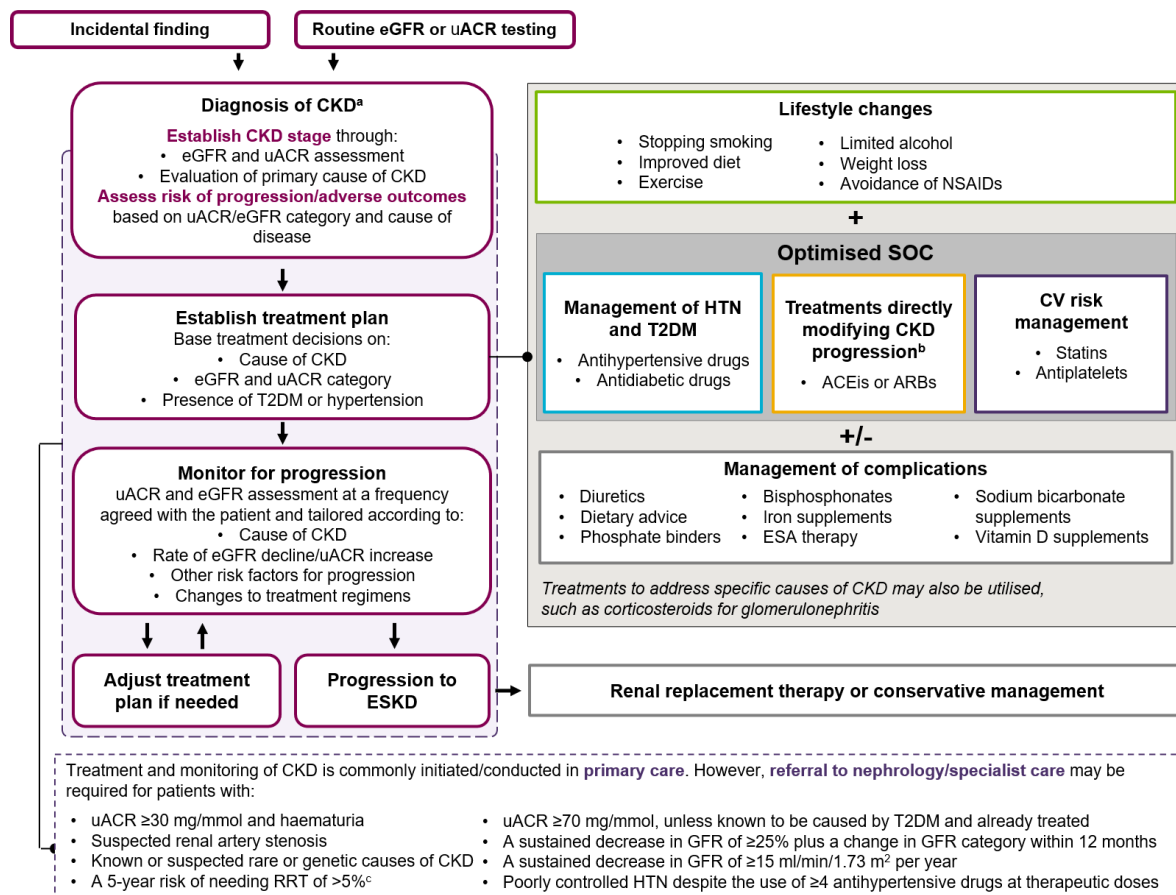 Incidental finding
Routine eGFR or uACR testing
Diagnosis of CKDᵃ
Establish CKD stage through:
• eGFR and uACR assessment
• Evaluation of primary cause of CKD
Assess risk of progression/adverse outcomes
based on uACR/eGFR category and cause of
disease
Establish treatment plan
Base treatment decisions on:
• Cause of CKD
• eGFR and uACR category
• Presence of T2DM or hypertension
Monitor for progression
uACR and eGFR assessment at a frequency
agreed with the patient and tailored according to:
• Cause of CKD
• Rate of eGFR decline/uACR increase
• Other risk factors for progression
• Changes to treatment regimens
Adjust treatment
plan if needed
Progression to
ESKD
Lifestyle changes
• Stopping smoking
• Improved diet
• Exercise
• Limited alcohol
• Weight loss
• Avoidance of NSAIDs
+
Optimised SOC
Management of HTN
and T2DM
• Antihypertensive drugs
• Antidiabetic drugs
Treatments directly
modifying CKD
progressionᵇ
• ACEis or ARBs
CV risk
management
• Statins
• Antiplatelets
+/-
Management of complications
• Diuretics
• Dietary advice
• Phosphate binders
• Bisphosphonates
• Iron supplements
• ESA therapy
• Sodium bicarbonate
supplements
• Vitamin D supplements
Treatments to address specific causes of CKD may also be utilised,
such as corticosteroids for glomerulonephritis
Renal replacement therapy or conservative management
Treatment and monitoring of CKD is commonly initiated/conducted in primary care. However, referral to nephrology/specialist care may be
required for patients with:
• uACR ≥30 mg/mmol and haematuria
• Suspected renal artery stenosis
• Known or suspected rare or genetic causes of CKD
• A 5-year risk of needing RRT of >5%ᶜ
• uACR ≥70 mg/mmol, unless known to be caused by T2DM and already treated
• A sustained decrease in GFR of ≥25% plus a change in GFR category within 12 months
• A sustained decrease in GFR of ≥15 ml/min/1.73 m² per year
• Poorly controlled HTN despite the use of ≥4 antihypertensive drugs at therapeutic doses